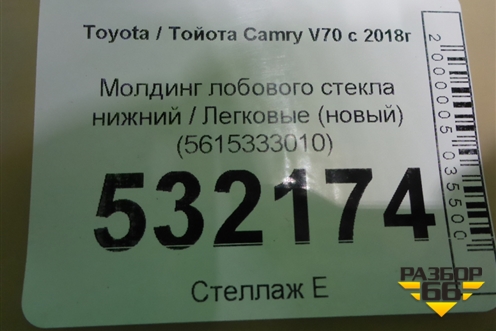 Toyota / Тойота Camry V70 с 2018г
Молдинг лобового стекла
нижний / Легковые (новый)
(5615333010)
532174
Стеллаж Е
2000005035500
РАЗБОР
66